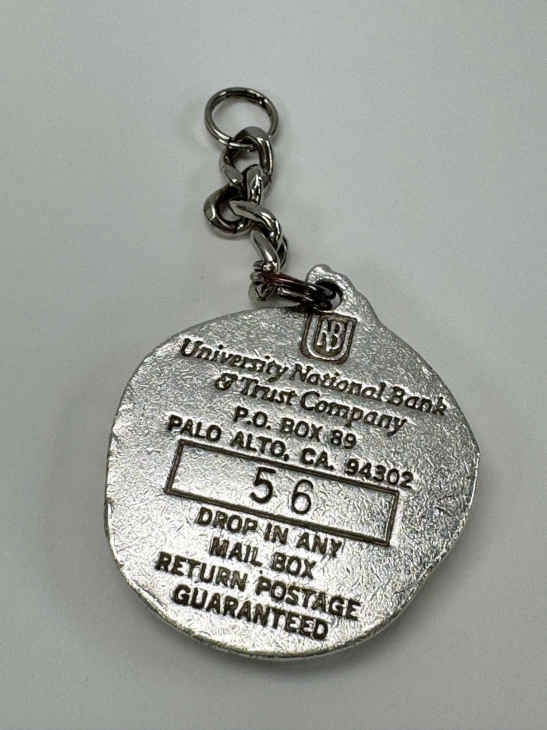 NB
University National Bank
& Trust Company
P.O. BOX 89
PALO ALTO, CA. 94302
56
DROP IN ANY
MAIL BOX
RETURN POSTAGE
GUARANTEED